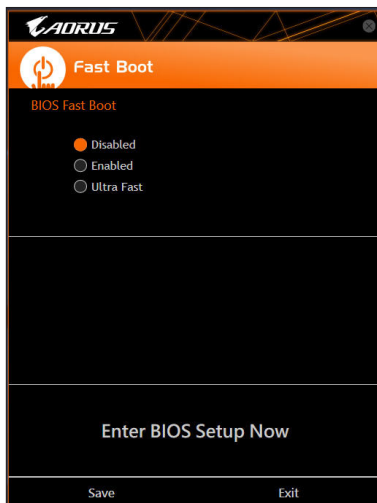 AORUS
Fast Boot
BIOS Fast Boot
Disabled
Enabled
Ultra Fast
Enter BIOS Setup Now
Save Exit